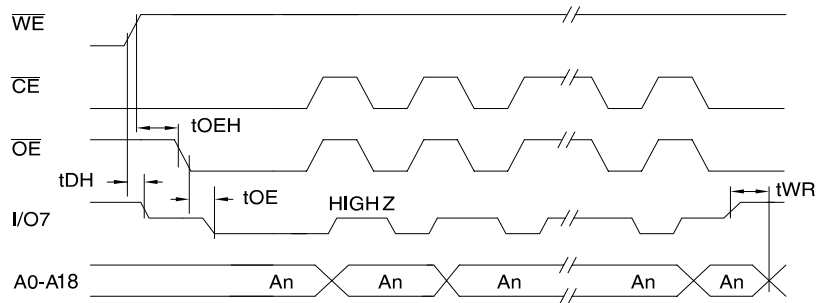 WE
CE
tOEH
OE
tDH
tOE
tWR
HIGH Z
I/O7
A0-A18 An An An An An